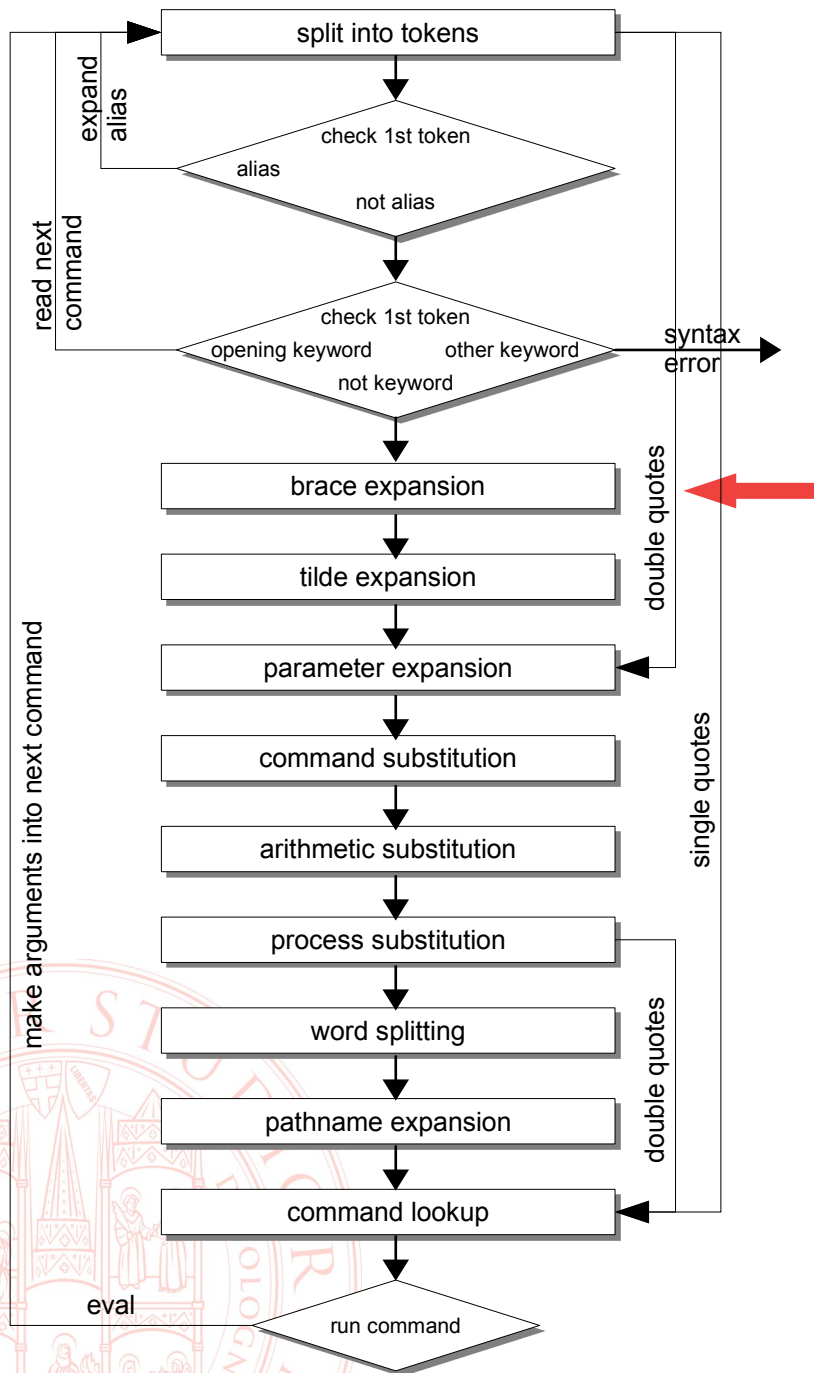 split into tokens
expand
alias
check 1st token
alias
not alias
read next
command
check 1st token
opening keyword
other keyword
not keyword
syntax
error
brace expansion
double quotes
tilde expansion
parameter expansion
make arguments into next command
command substitution
single quotes
arithmetic substitution
process substitution
word splitting
double quotes
pathname expansion
command lookup
eval
run command
LIBERTAS